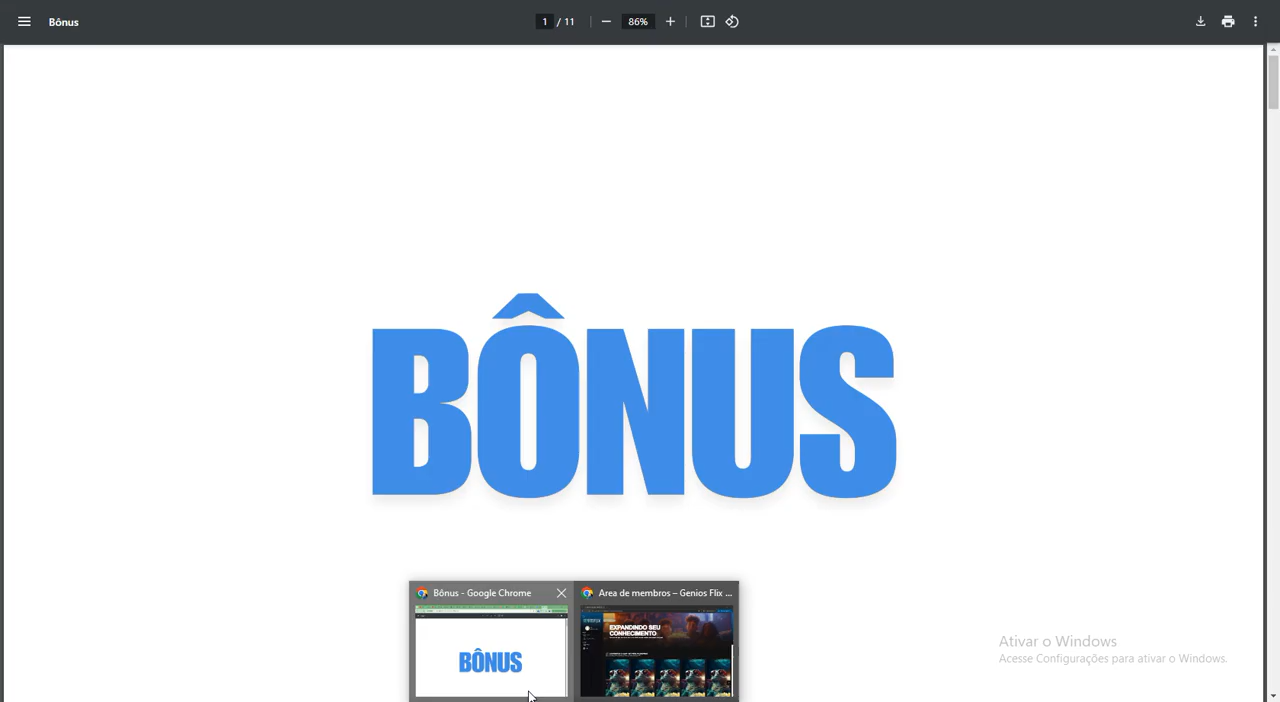 Bônus
1 / 11
86%
BÔNUS
Bônus - Google Chrome
Area de membros – Genios Flix ...
BÔNUS
EXPANDINDO SEU
CONHECIMENTO
Ativar o Windows
Acesse Configurações para ativar o Windows.